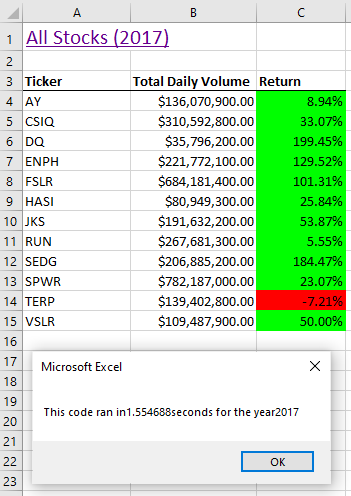 A B C
1 All Stocks (2017)
2
3 Ticker Total Daily Volume Return
4 AY $136,070,900.00 8.94%
5 CSIQ $310,592,800.00 33.07%
6 DQ $35,796,200.00 199.45%
7 ENPH $221,772,100.00 129.52%
8 FSLR $684,181,400.00 101.31%
9 HASI $80,949,300.00 25.84%
10 JKS $191,632,200.00 53.87%
11 RUN $267,681,300.00 5.55%
12 SEDG $206,885,200.00 184.47%
13 SPWR $782,187,000.00 23.07%
14 TERP $139,402,800.00 -7.21%
15 VSLR $109,487,900.00 50.00%
16
17
Microsoft Excel
18
19
This code ran in1.554688seconds for the year2017
20
21
22
OK
23